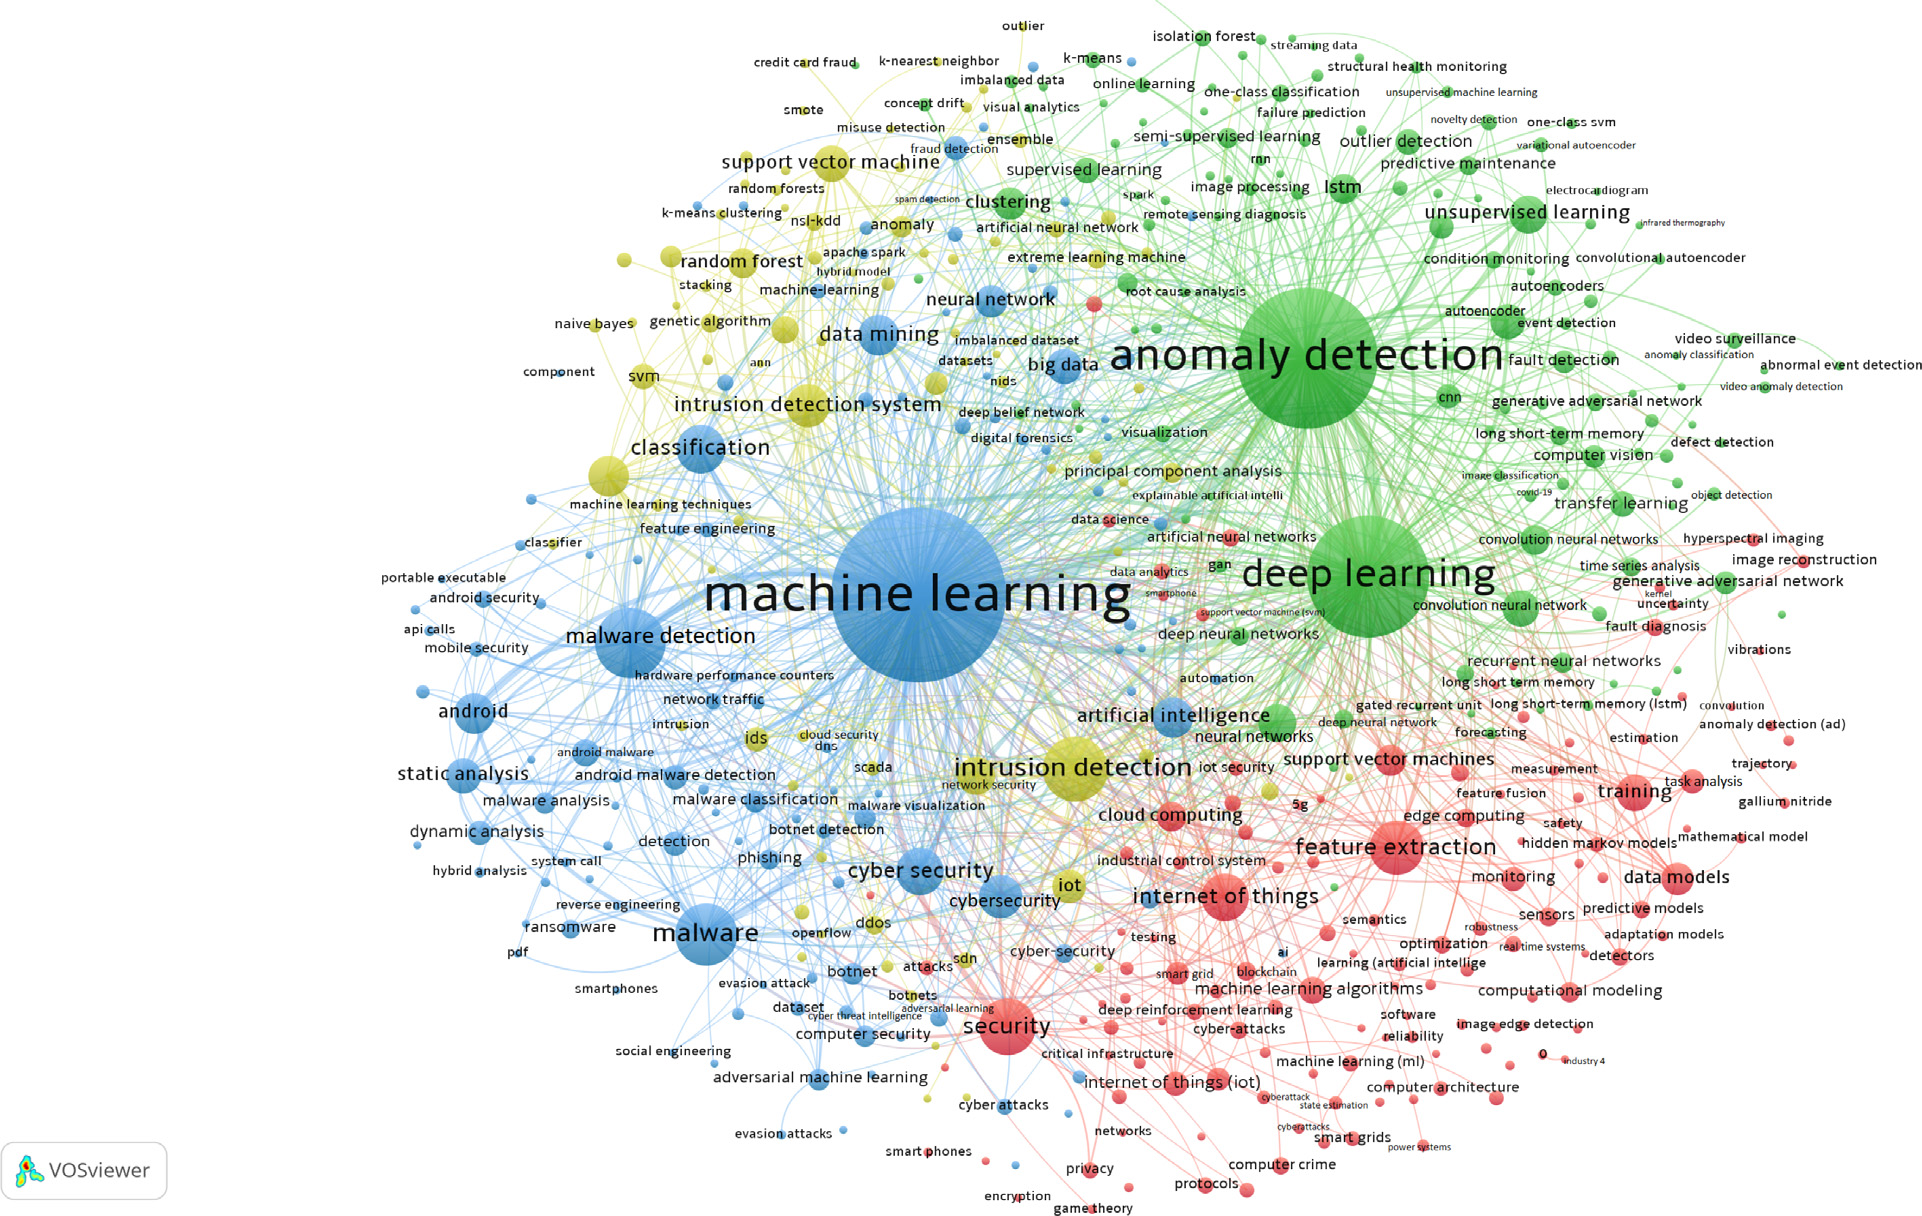 outlier
isolation forest
streaming data
credit card fraud
k-nearest neighbor
k-means
structural health monitoring
imbalanced data
online learning
one-class classification
unsupervised machine learning
smote
concept drift
visual analytics
failure prediction
misuse detection
ensemble
semi-supervised learning
novelty detection
one-class svm
fraud detection
outlier detection
variational autoencoder
support vector machine
supervised learning
rnn
predictive maintenance
random forests
spam detection
clustering
spark
image processing
lstm
electrocardiogram
k-means clustering
nsl-kdd
anomaly
artificial neural network
remote sensing diagnosis
unsupervised learning
infrared thermography
random forest
apache spark
hybrid model
extreme learning machine
condition monitoring
convolutional autoencoder
stacking
machine-learning
neural network
root cause analysis
autoencoders
naive bayes
genetic algorithm
data mining
imbalanced dataset
autoencoder
event detection
video surveillance
ann
datasets
big data
anomaly detection
fault detection
anomaly classification
abnormal event detection
component
svm
nids
video anomaly detection
intrusion detection system
deep belief network
cnn
generative adversarial network
classification
digital forensics
visualization
long short-term memory
defect detection
computer vision
principal component analysis
image classification
explainable artificial intelli
covid-19
object detection
machine learning techniques
transfer learning
feature engineering
data science
artificial neural networks
convolution neural networks
hyperspectral imaging
classifier
image reconstruction
portable executable
data analytics
gan
deep learning
time series analysis
generative adversarial network
android security
machine learning
smartphone
kernel
support vector machine (svm)
convolution neural network
uncertainty
api calls
malware detection
deep neural networks
fault diagnosis
mobile security
vibrations
hardware performance counters
automation
recurrent neural networks
network traffic
long short term memory
android
intrusion
artificial intelligence
gated recurrent unit
long short-term memory (lstm)
convolution
ids
cloud security
dns
neural networks
deep neural network
forecasting
anomaly detection (ad)
android malware
estimation
static analysis
android malware detection
scada
intrusion detection
iot security
support vector machines
measurement
trajectory
network security
task analysis
malware analysis
malware classification
malware visualization
5g
feature fusion
training
gallium nitride
dynamic analysis
botnet detection
cloud computing
edge computing
safety
detection
feature extraction
hidden markov models
mathematical model
system call
phishing
industrial control system
hybrid analysis
cyber security
iot
monitoring
data models
reverse engineering
cybersecurity
internet of things
ransomware
ddos
semantics
sensors
predictive models
malware
openflow
testing
robustness
adaptation models
pdf
cyber-security
ai
optimization
real time systems
detectors
botnet
attacks
sdn
smart grid
blockchain
learning (artificial intellige
smartphones
evasion attack
botnets
machine learning algorithms
computational modeling
dataset
cyber threat intelligence
adversarial learning
deep reinforcement learning
software
computer security
security
cyber-attacks
reliability
image edge detection
social engineering
critical infrastructure
machine learning (ml)
0
industry 4
adversarial machine learning
internet of things (iot)
computer architecture
cyber attacks
cyberattack
state estimation
evasion attacks
networks
cyberattacks
smart grids
power systems
smart phones
privacy
computer crime
VOSviewer
encryption
protocols
game theory